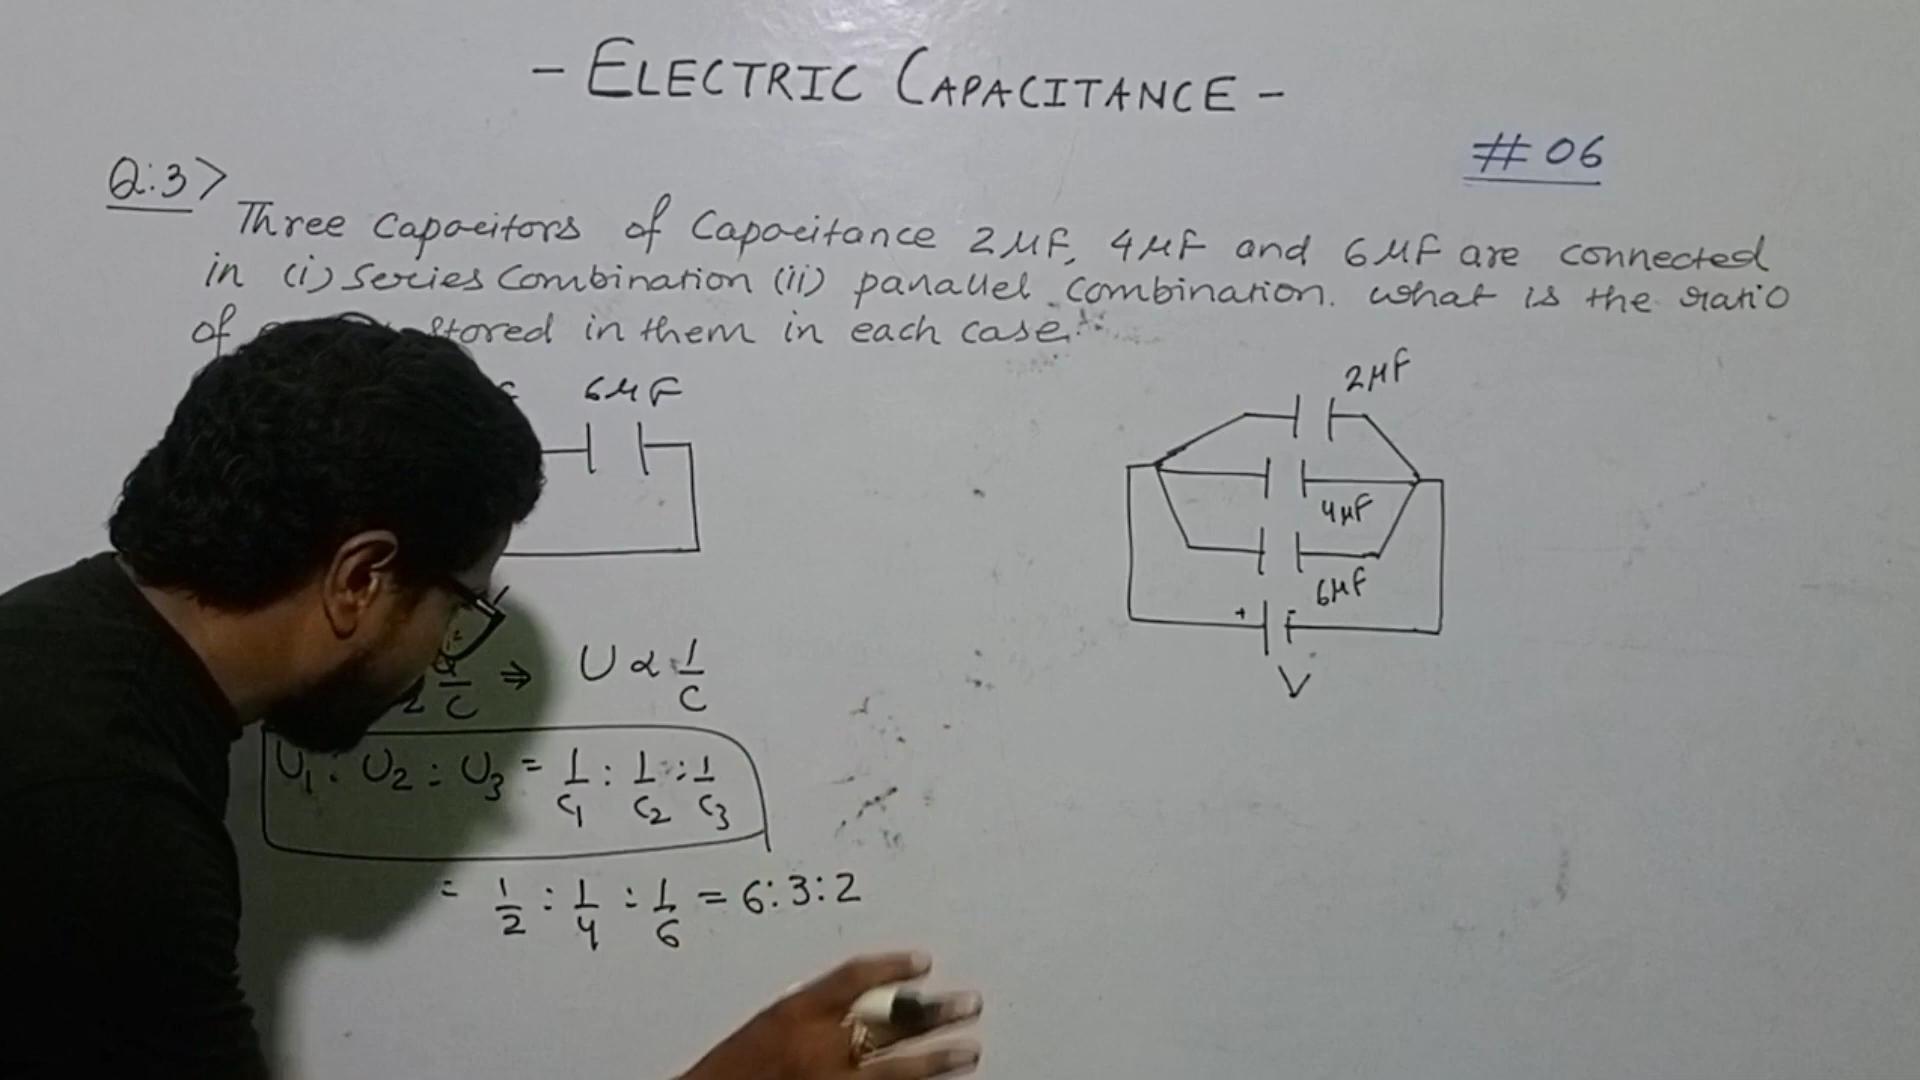 - ELECTRIC CAPACITANCE -
# 06
Q:3>
Three Capacitors of Capacitance 2μF, 4μF and 6μF are connected
in (i) Series Combination (ii) parallel combination. What is the ratio
of stored in them in each case.
6μF
2μF
4μF
6μF
+ -
V
2 C ⇒ U ∝ 1/C
U1 : U2 : U3 = 1/C1 : 1/C2 : 1/C3
= 1/2 : 1/4 : 1/6 = 6:3:2